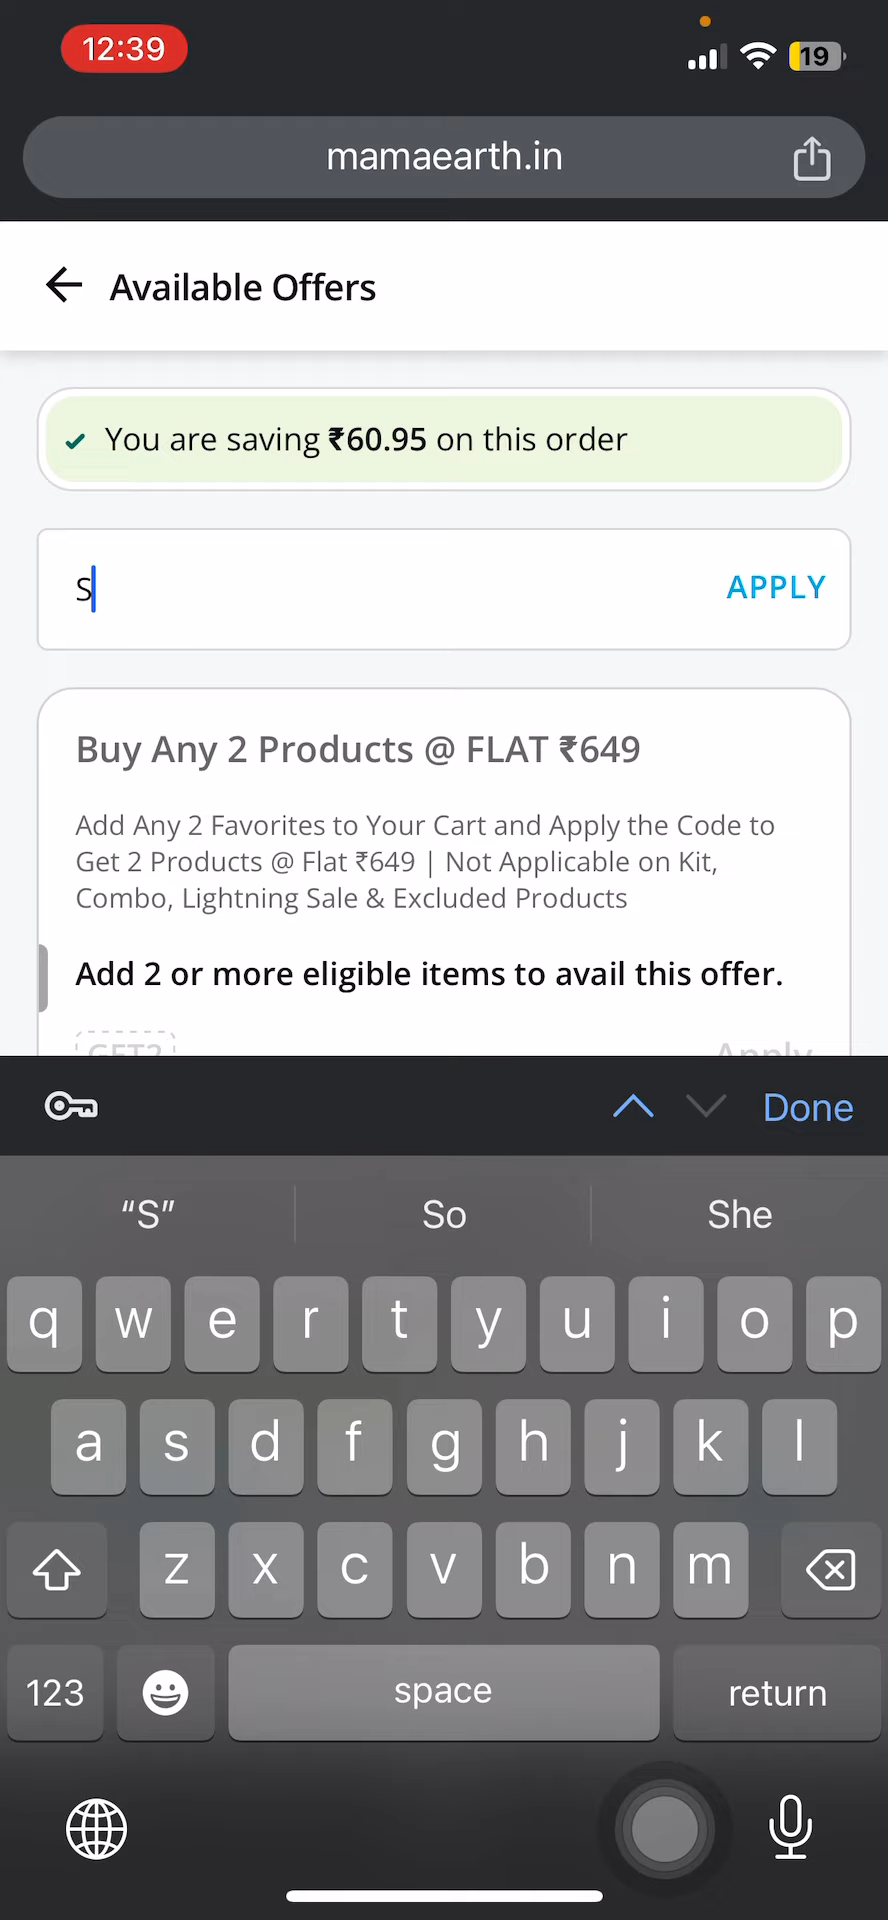 12:39
19
mamaearth.in
Available Offers
You are saving ₹60.95 on this order
S
APPLY
Buy Any 2 Products @ FLAT ₹649
Add Any 2 Favorites to Your Cart and Apply the Code to
Get 2 Products @ Flat ₹649 | Not Applicable on Kit,
Combo, Lightning Sale & Excluded Products
Add 2 or more eligible items to avail this offer.
GET2
Apply
Done
“S”
So
She
q w e r t y u i o p
a s d f g h j k l
z x c v b n m
123
space
return